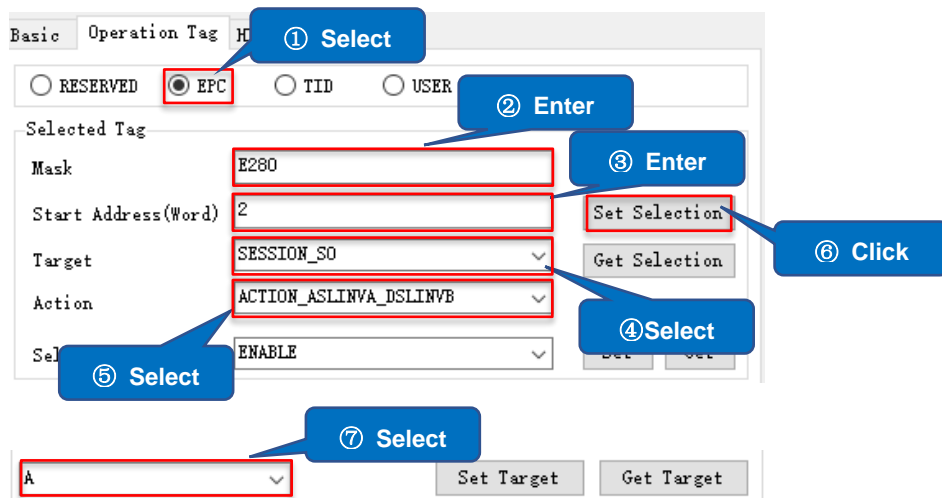 Basic Operation Tag H
① Select
RESERVED EPC TID USER
② Enter
Selected Tag
Mask E280
③ Enter
Start Address(Word) 2 Set Selection
Target SESSION_S0 Get Selection
⑥ Click
Action ACTION_ASLINVA_DSLINVB
④Select
Sel ENABLE
⑤ Select
⑦ Select
A Set Target Get Target